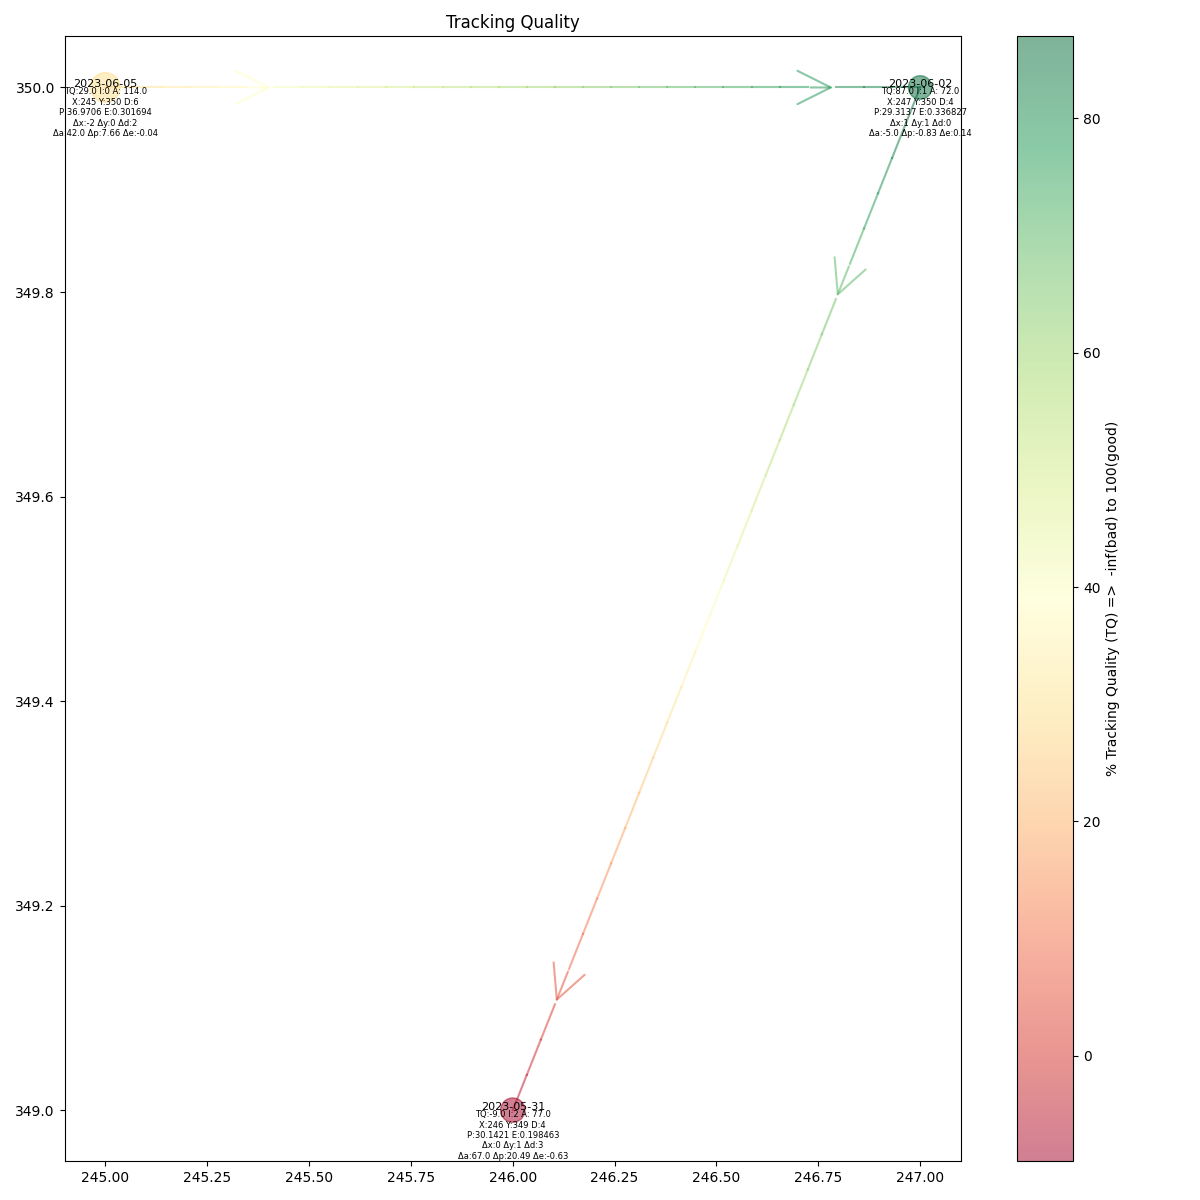 Tracking Quality
350.0
349.8
349.6
349.4
349.2
349.0
2023-06-05
TQ:29.0 I:0 A: 114.0
X:245 Y:350 D:6
P:36.9706 E:0.301694
Δx:-2 Δy:0 Δd:2
Δa:42.0 Δp:7.66 Δe:-0.04
2023-06-02
TQ:87.0 I:1 A: 72.0
X:247 Y:350 D:4
P:29.3137 E:0.336827
Δx:1 Δy:1 Δd:0
Δa:-5.0 Δp:-0.83 Δe:0.14
2023-05-31
TQ:-9.0 I:2 A: 77.0
X:246 Y:349 D:4
P:30.1421 E:0.198463
Δx:0 Δy:1 Δd:3
Δa:67.0 Δp:20.49 Δe:-0.63
245.00 245.25 245.50 245.75 246.00 246.25 246.50 246.75 247.00
80
60
40
20
0
% Tracking Quality (TQ) => -inf(bad) to 100(good)